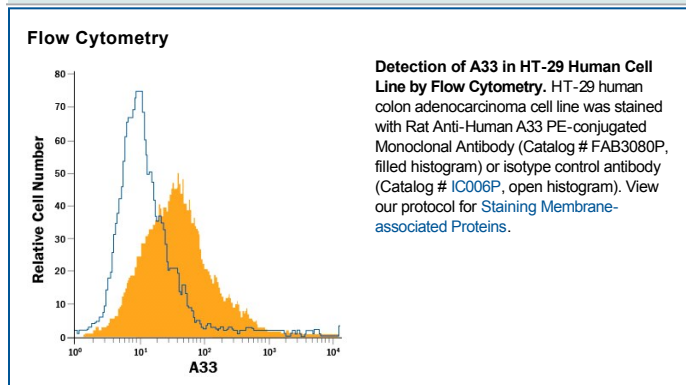 Flow Cytometry
Detection of A33 in HT-29 Human Cell
Line by Flow Cytometry. HT-29 human
colon adenocarcinoma cell line was stained
with Rat Anti-Human A33 PE-conjugated
Monoclonal Antibody (Catalog # FAB3080P,
filled histogram) or isotype control antibody
(Catalog # IC006P, open histogram). View
our protocol for Staining Membrane-
associated Proteins.
Relative Cell Number
80
70
60
50
40
30
20
10
0
10⁰ 10¹ 10² 10³ 10⁴
A33